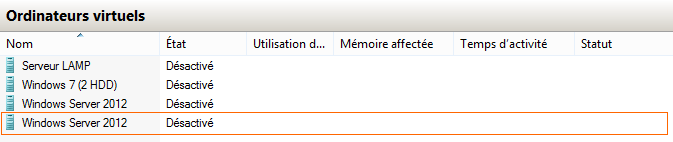 Ordinateurs virtuels
Nom État Utilisation d... Mémoire affectée Temps d'activité Statut
Serveur LAMP Désactivé
Windows 7 (2 HDD) Désactivé
Windows Server 2012 Désactivé
Windows Server 2012 Désactivé